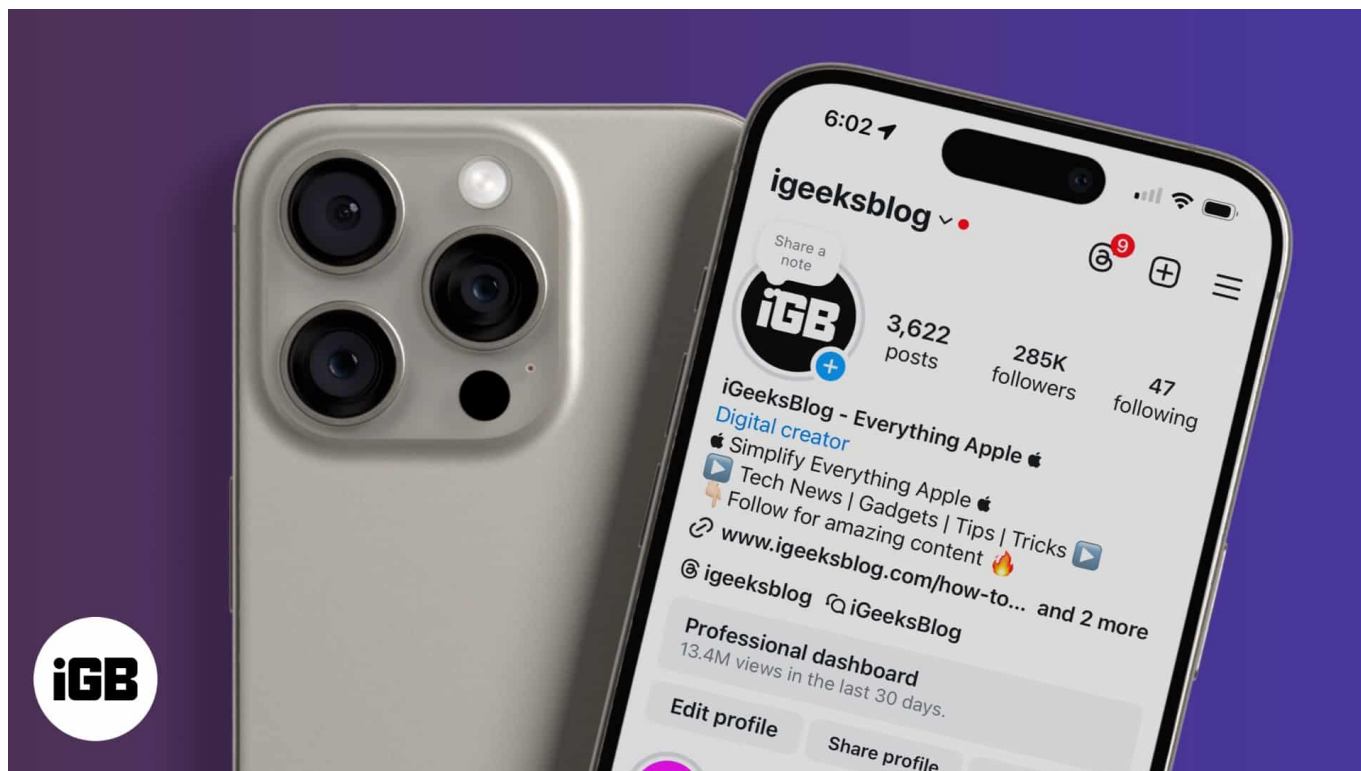 6:02
igeeksblog
9
Share a
note
iGB
3,622
posts
285K
followers
47
following
iGeeksBlog - Everything Apple
Digital creator
Simplify Everything Apple
Tech News | Gadgets | Tips | Tricks
Follow for amazing content
www.igeeksblog.com/how-to... and 2 more
igeeksblog iGeeksBlog
Professional dashboard
13.4M views in the last 30 days.
Edit profile
Share profile
iGB